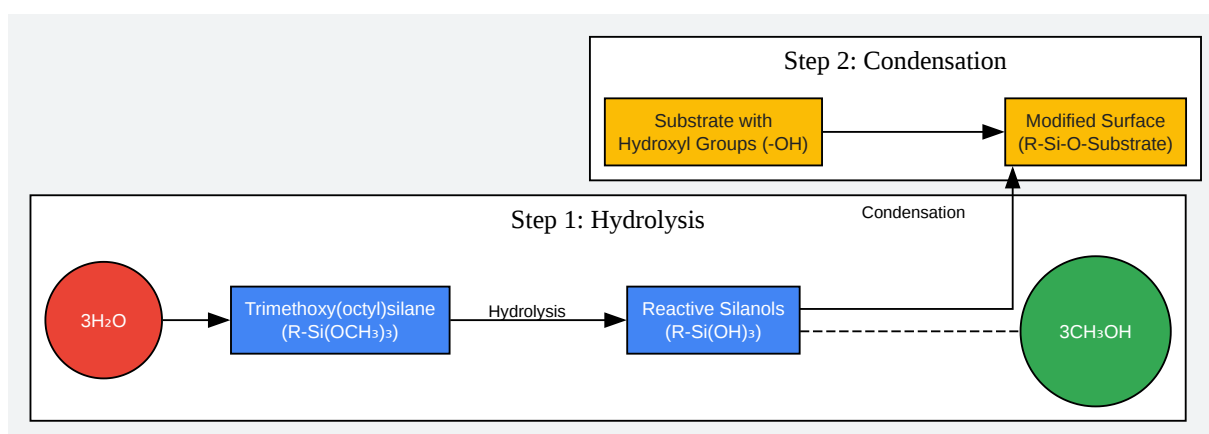 Step 2: Condensation
Substrate with
Hydroxyl Groups (-OH)
Modified Surface
(R-Si-O-Substrate)
Condensation
Step 1: Hydrolysis
3H₂O
Trimethoxy(octyl)silane
(R-Si(OCH₃)₃)
Hydrolysis
Reactive Silanols
(R-Si(OH)₃)
3CH₃OH